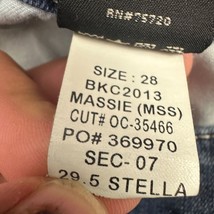 RN#75720
SIZE: 28
BKC2013
MASSIE (MSS)
CUT# OC-35466
PO# 369970
SEC- 07
29.5 STELLA